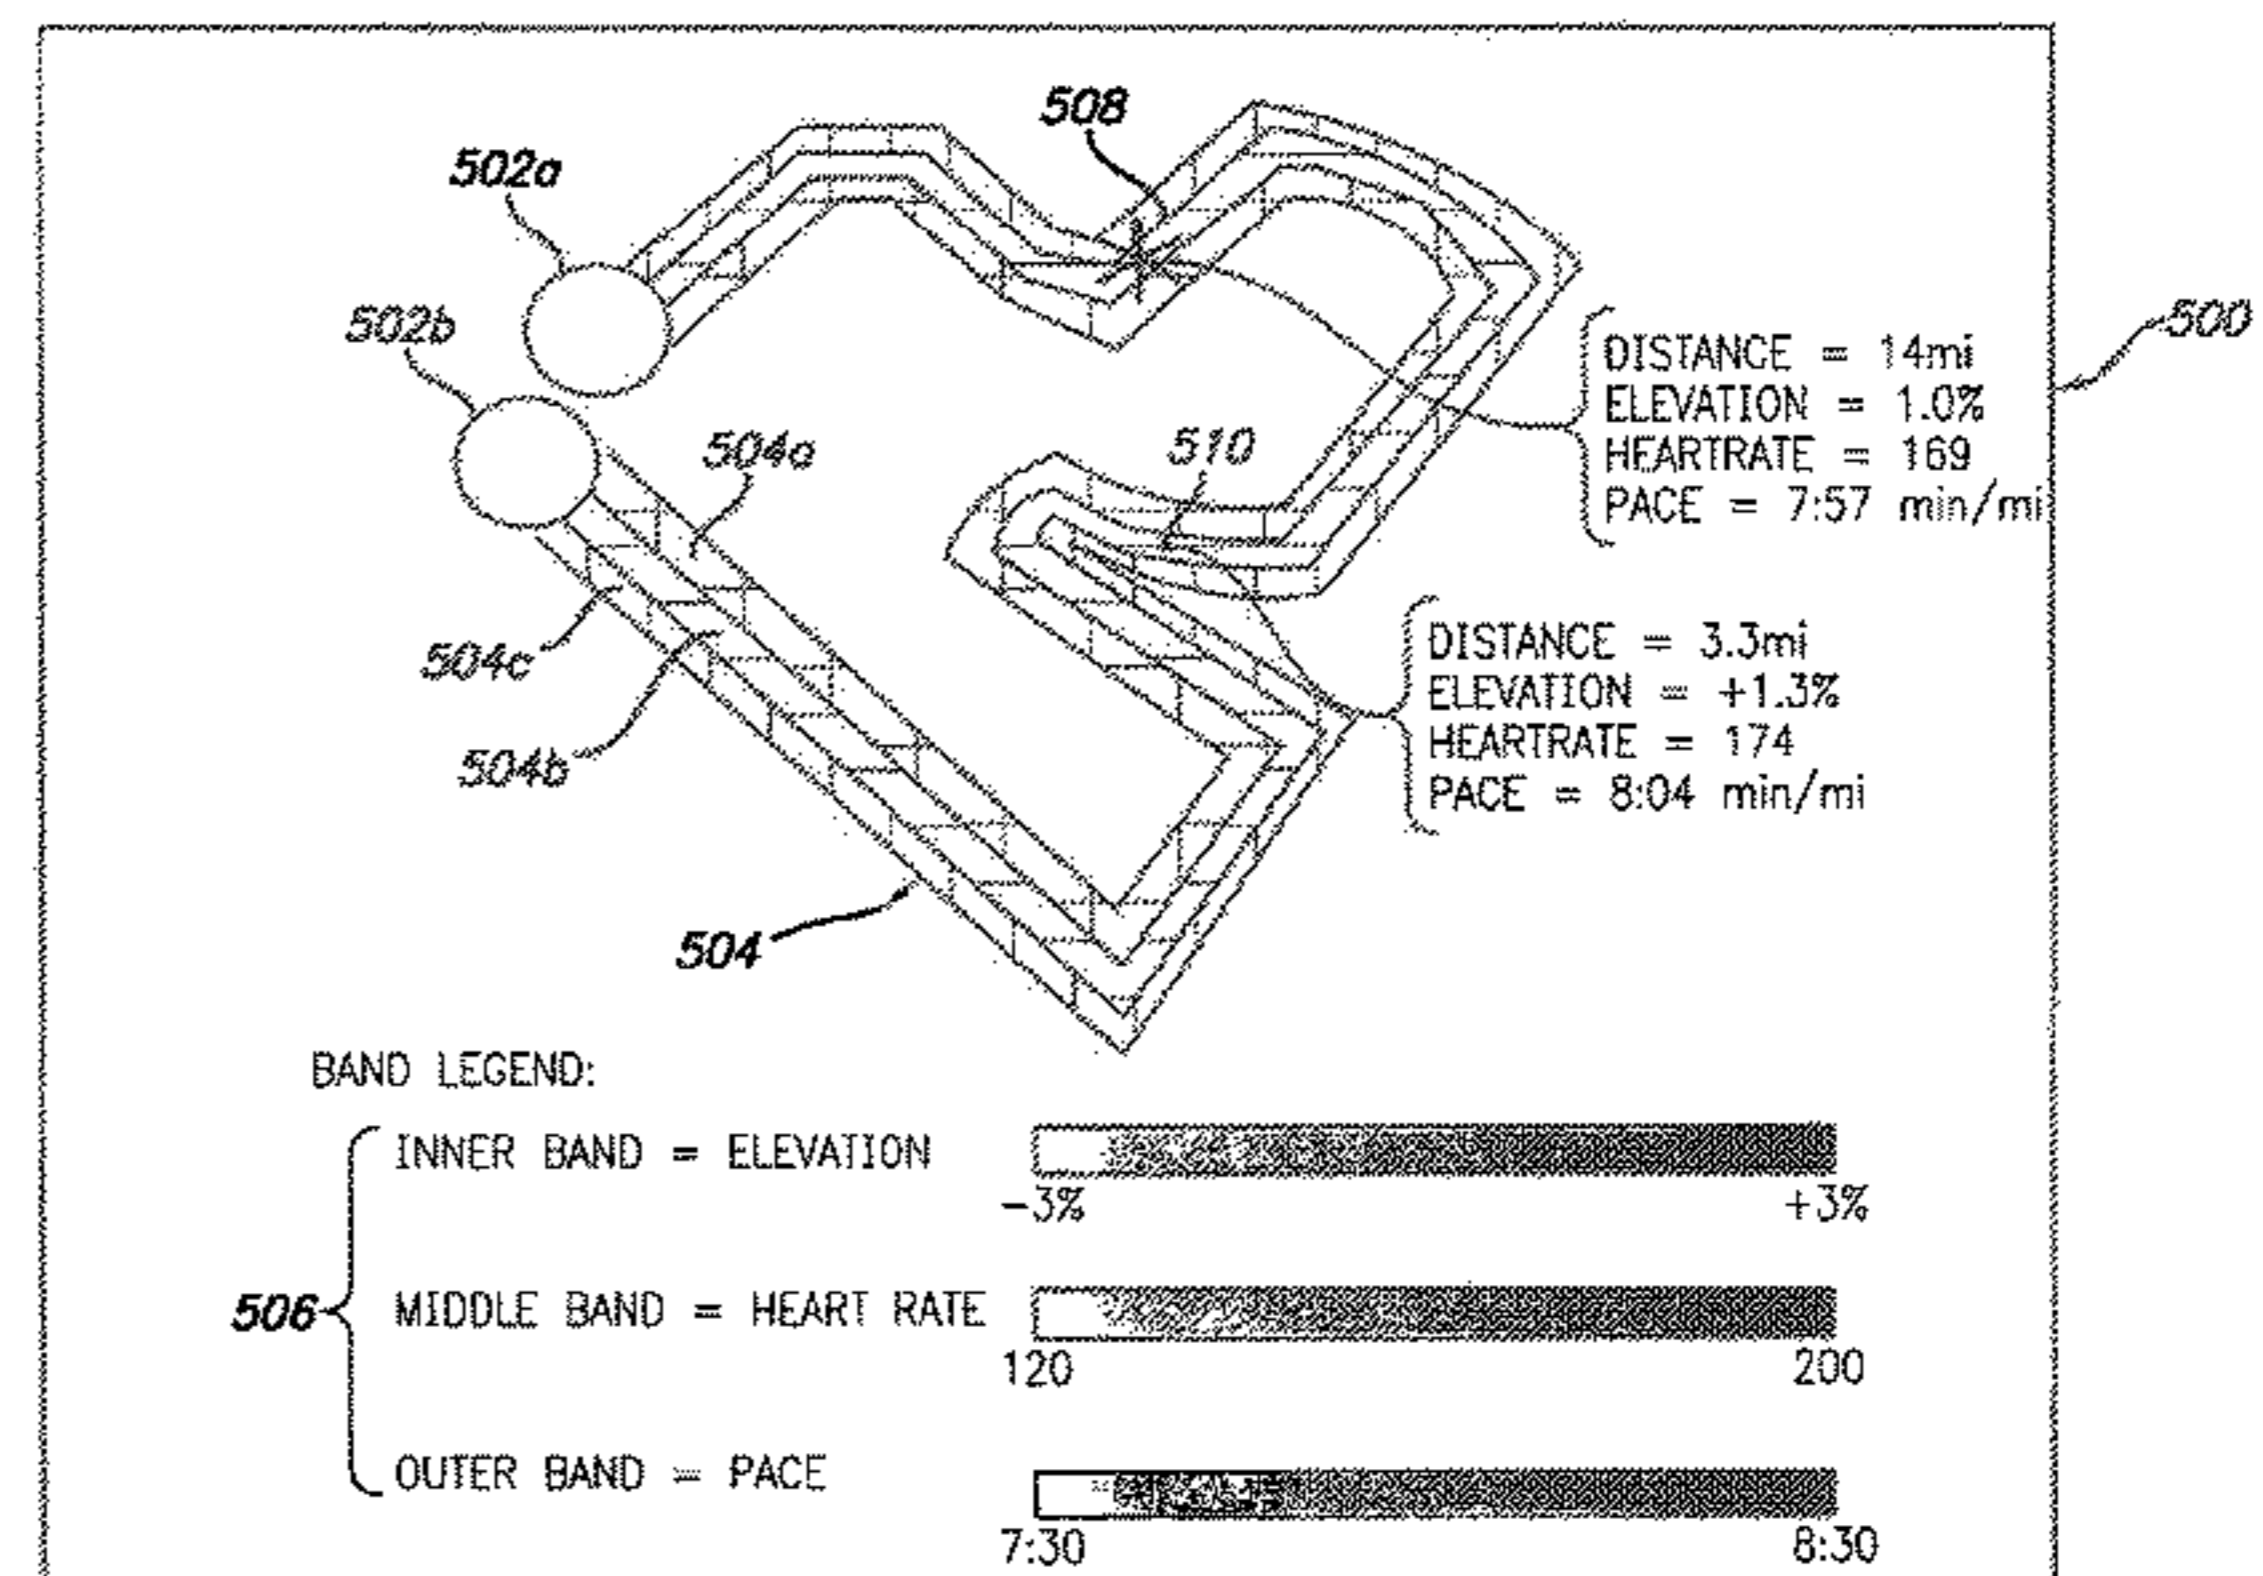 508
502a
502b
500
DISTANCE = 14mi
ELEVATION = 1.0%
HEARTRATE = 169
PACE = 7:57 min/mi
504a
510
504c
504b
DISTANCE = 3.3mi
ELEVATION = +1.3%
HEARTRATE = 174
PACE = 8:04 min/mi
504
BAND LEGEND:
506
INNER BAND = ELEVATION
-3% +3%
MIDDLE BAND = HEART RATE
120 200
OUTER BAND = PACE
7:30 8:30